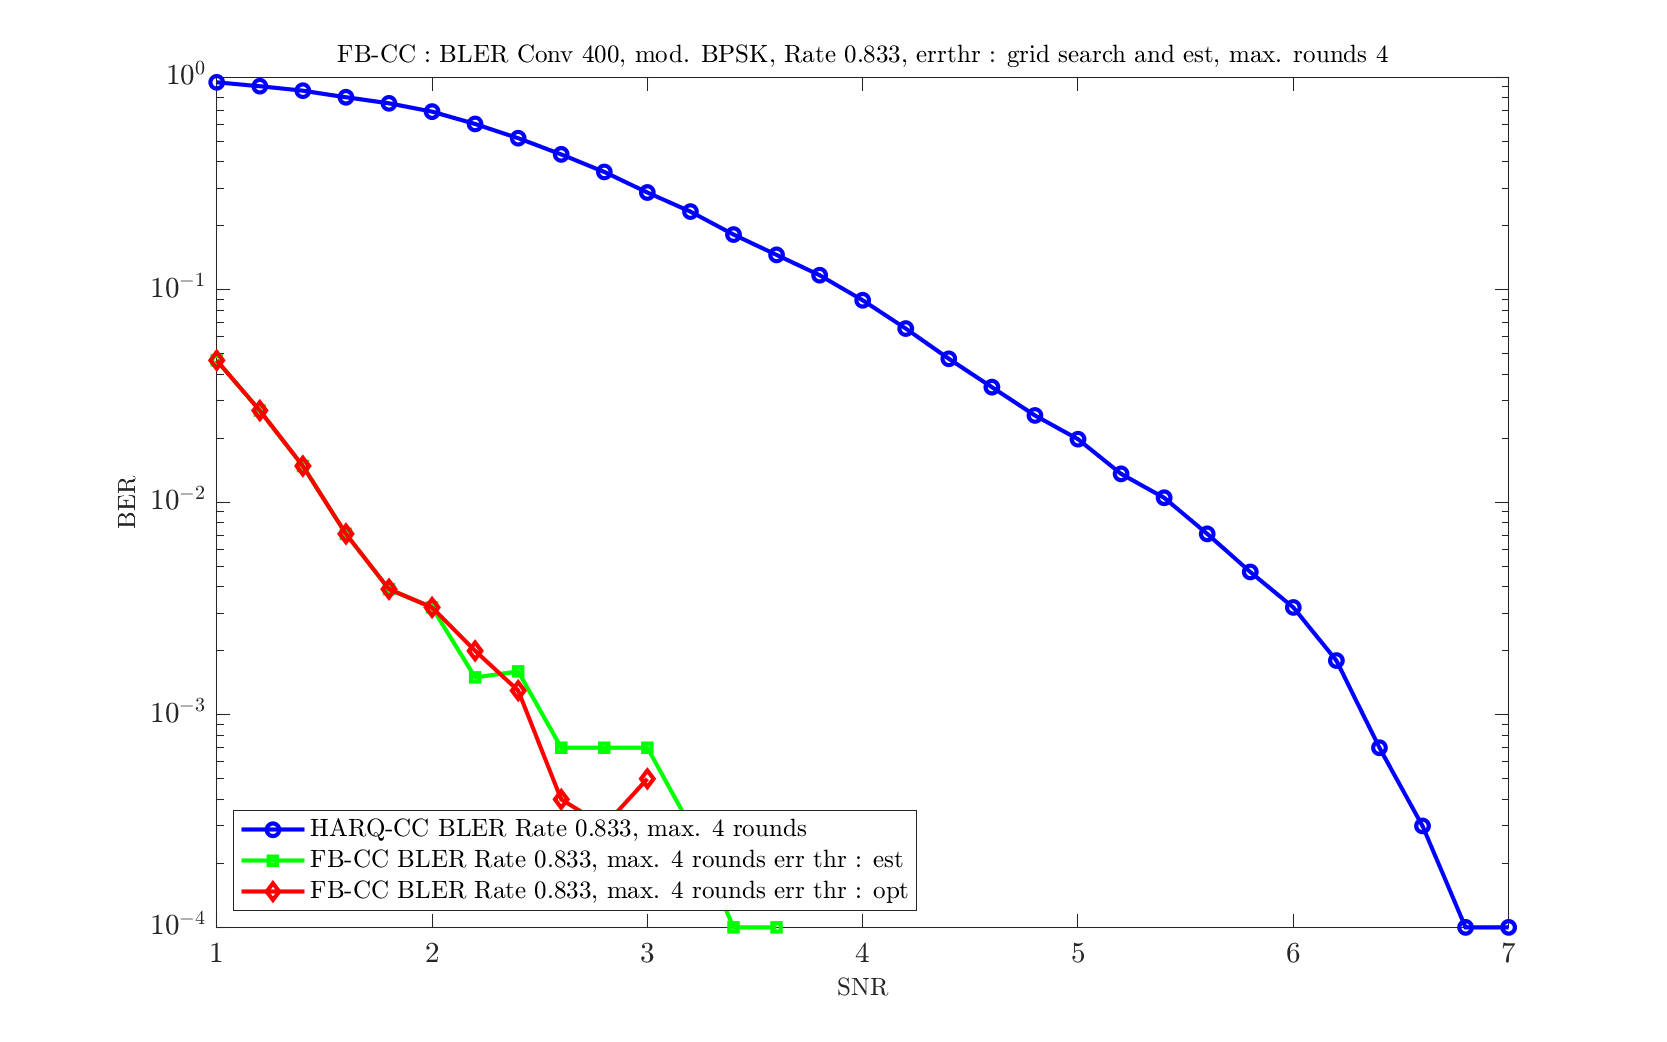 FB-CC : BLER Conv 400, mod. BPSK, Rate 0.833, errthr : grid search and est, max. rounds 4
10^0
10^−1
10^−2
10^−3
10^−4
BER
HARQ-CC BLER Rate 0.833, max. 4 rounds
FB-CC BLER Rate 0.833, max. 4 rounds err thr : est
FB-CC BLER Rate 0.833, max. 4 rounds err thr : opt
1 2 3 4 5 6 7
SNR